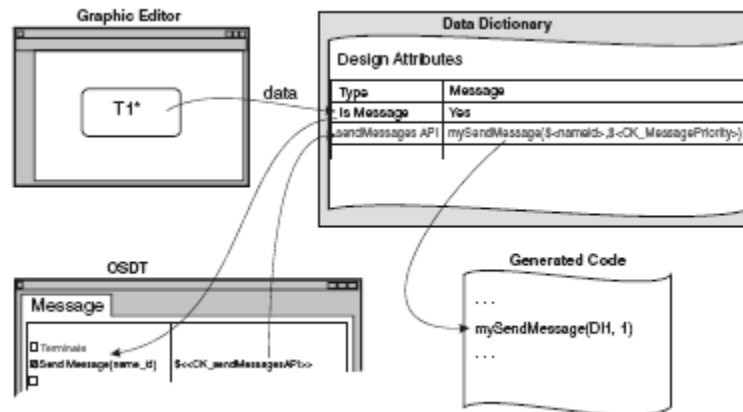 Graphic Editor
T1*
data
Data Dictionary
Design Attributes
Type Message
Is Message Yes
sendMessages API mySendMessage($<nameId>,$<CK_MessagePriority>)
OSDT
Message
Terminate
Send Message(name_id) $<<CK_sendMessagesAPI>>
Generated Code
. . .
mySendMessage(DH, 1)
. . .